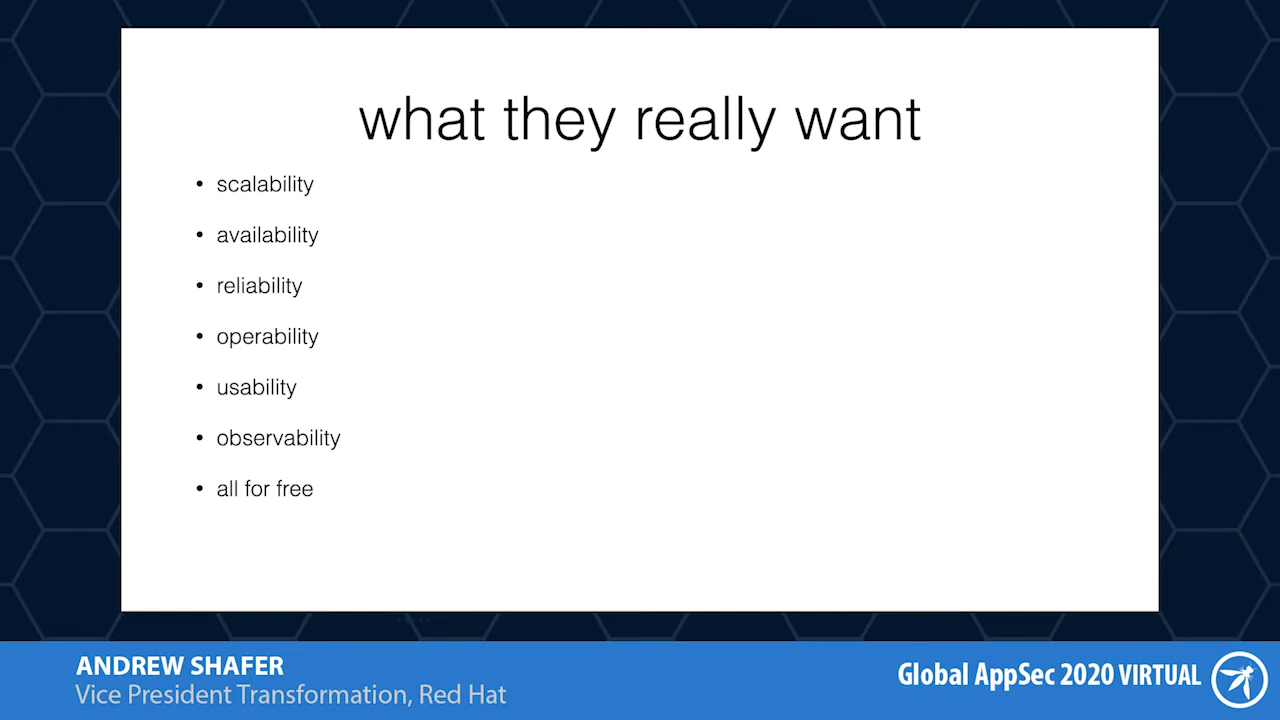 what they really want
• scalability
• availability
• reliability
• operability
• usability
• observability
• all for free
ANDREW SHAFER
Vice President Transformation, Red Hat
Global AppSec 2020 VIRTUAL